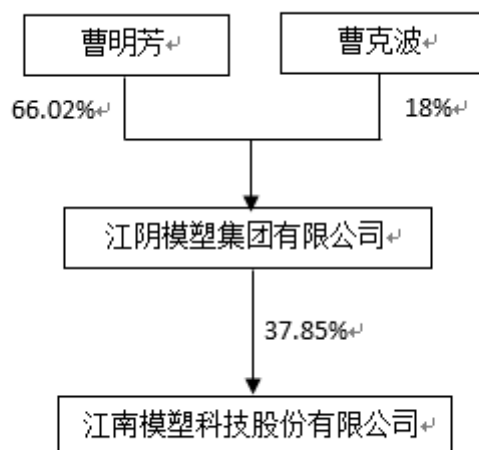 曹明芳
曹克波
66.02%
18%
江阴模塑集团有限公司
37.85%
江南模塑科技股份有限公司